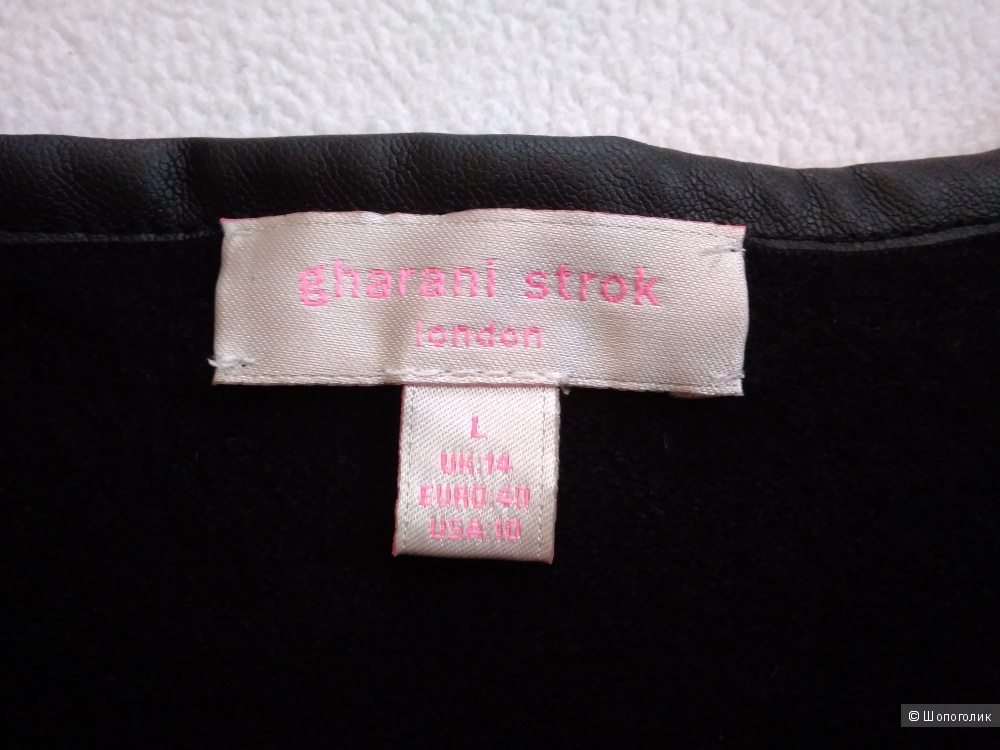 gharani strok
london
L
UK:14
EURO:40
USA:10
© Шопоголик